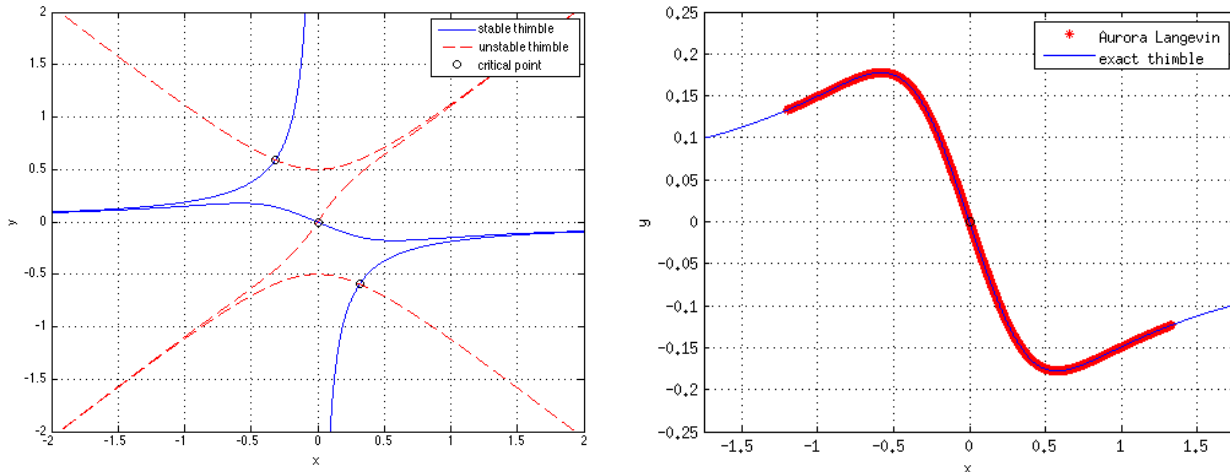 2
1.5
1
0.5
0
-0.5
-1
-1.5
-2
y
-2 -1.5 -1 -0.5 0 0.5 1 1.5 2
x
stable thimble
unstable thimble
critical point
0.25
0.2
0.15
0.1
0.05
0
-0.05
-0.1
-0.15
-0.2
-0.25
y
-1.5 -1 -0.5 0 0.5 1 1.5
x
Aurora Langevin
exact thimble